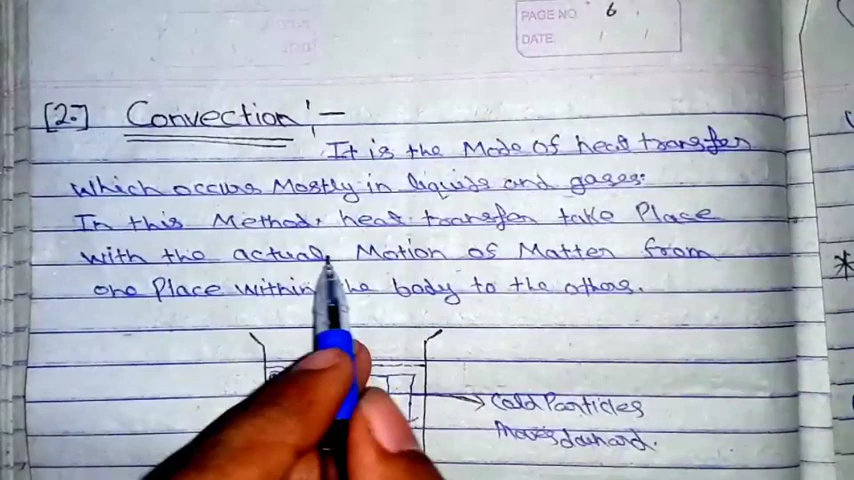 PAGE NO. 6
DATE / /
[2.] Convection :-
It is the Mode of heat transfer
which occurs Mostly in liquids and gases.
In this Method, heat transfer take Place
with the actual Motion of Matter from
one Place within the body to the others.
Cold Particles
Moves